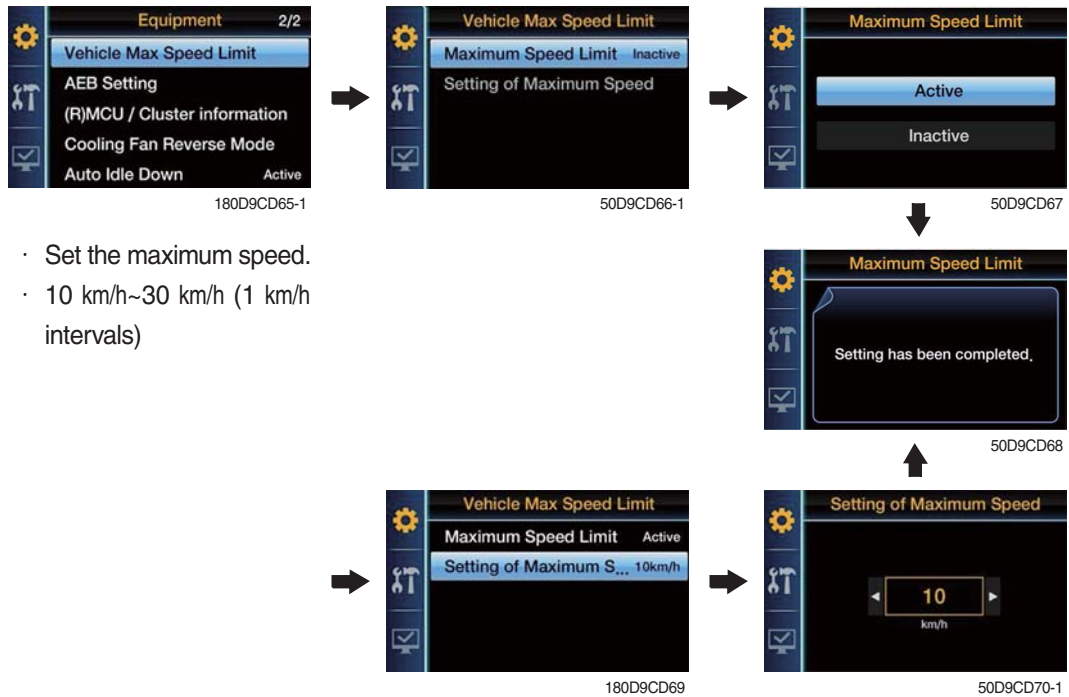 Equipment 2/2
Vehicle Max Speed Limit
AEB Setting
(R)MCU / Cluster information
Cooling Fan Reverse Mode
Auto Idle Down Active
180D9CD65-1
Vehicle Max Speed Limit
Maximum Speed Limit Inactive
Setting of Maximum Speed
50D9CD66-1
Maximum Speed Limit
Active
Inactive
50D9CD67
· Set the maximum speed.
· 10 km/h~30 km/h (1 km/h
intervals)
Maximum Speed Limit
Setting has been completed.
50D9CD68
Vehicle Max Speed Limit
Maximum Speed Limit Active
Setting of Maximum S... 10km/h
180D9CD69
Setting of Maximum Speed
10
km/h
50D9CD70-1